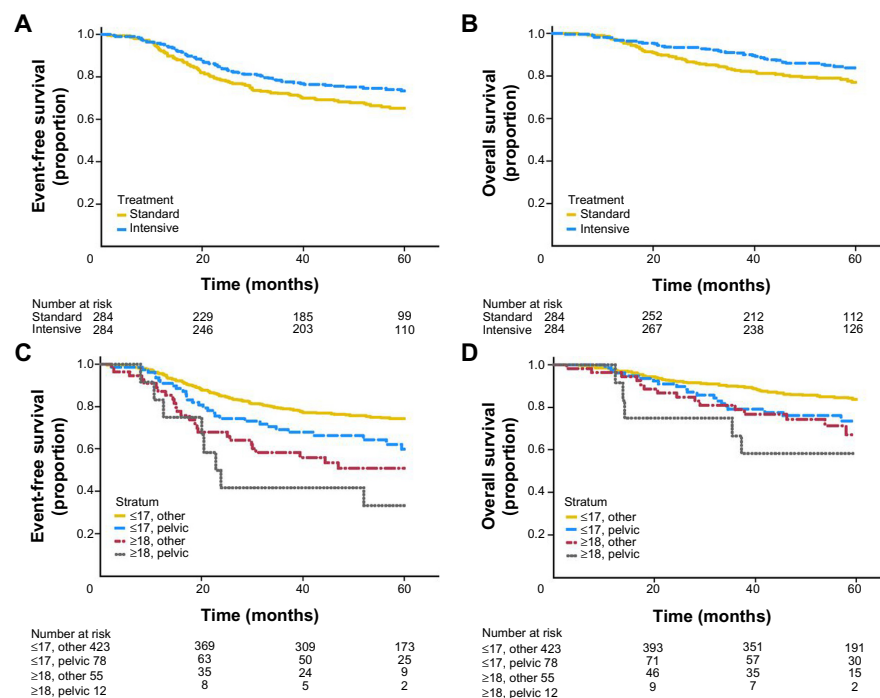 A
Event-free survival
(proportion)
1.0
0.8
0.6
0.4
0.2
Treatment
Standard
Intensive
0 20 40 60
Time (months)
Number at risk
Standard 284 229 185 99
Intensive 284 246 203 110
B
Overall survival
(proportion)
1.0
0.8
0.6
0.4
0.2
Treatment
Standard
Intensive
0 20 40 60
Time (months)
Number at risk
Standard 284 252 212 112
Intensive 284 267 238 126
C
Event-free survival
(proportion)
1.0
0.8
0.6
0.4
0.2
Stratum
≤17, other
≤17, pelvic
≥18, other
≥18, pelvic
0 20 40 60
Time (months)
Number at risk
≤17, other 423 369 309 173
≤17, pelvic 78 63 50 25
≥18, other 55 35 24 9
≥18, pelvic 12 8 5 2
D
Overall survival
(proportion)
1.0
0.8
0.6
0.4
0.2
Stratum
≤17, other
≤17, pelvic
≥18, other
≥18, pelvic
0 20 40 60
Time (months)
Number at risk
≤17, other 423 393 351 191
≤17, pelvic 78 71 57 30
≥18, other 55 46 35 15
≥18, pelvic 12 9 7 2